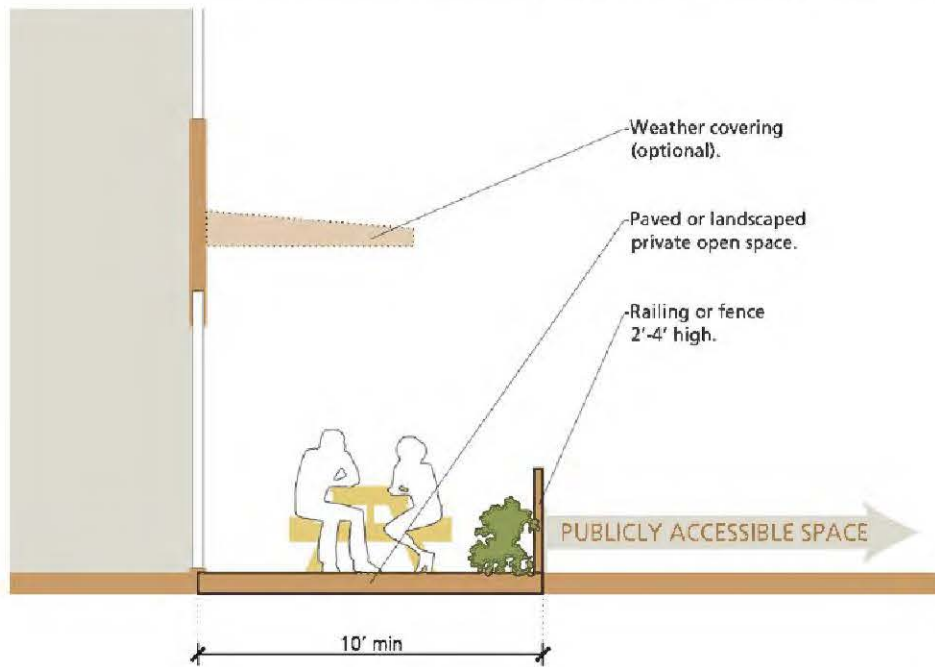 Weather covering
(optional).
Paved or landscaped
private open space.
Railing or fence
2'-4' high.
PUBLICLY ACCESSIBLE SPACE
10' min